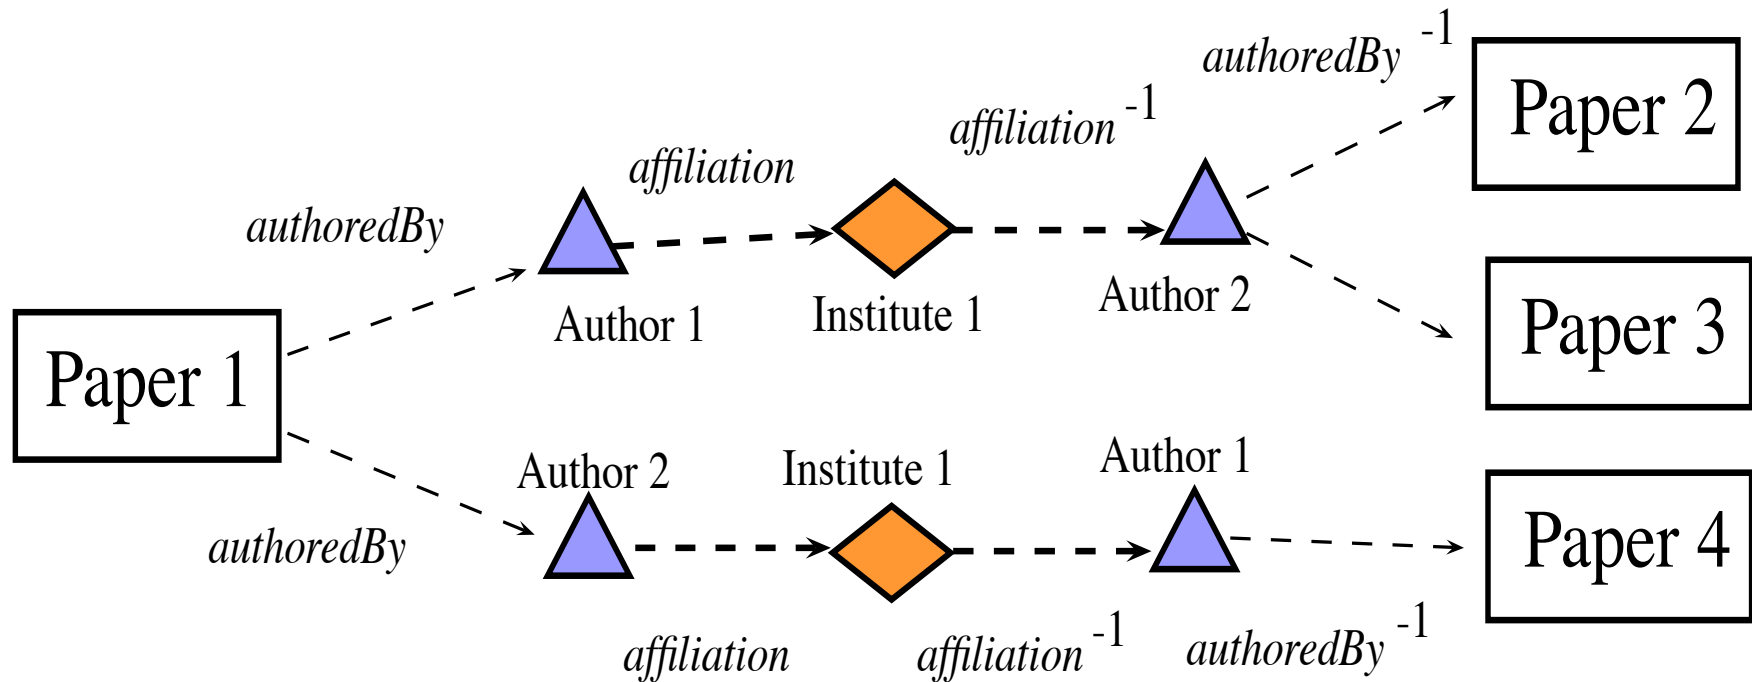 authoredBy -1
Paper 2
affiliation -1
affiliation
authoredBy
Author 1
Institute 1
Author 2
Paper 3
Paper 1
Author 2
Institute 1
Author 1
Paper 4
authoredBy
affiliation
affiliation -1
authoredBy -1